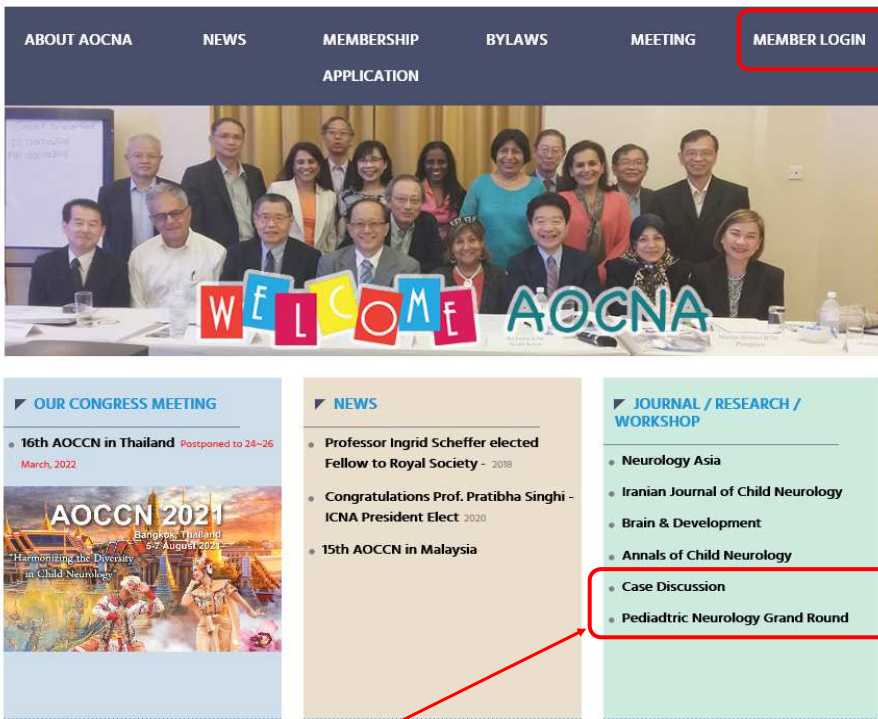 ABOUT AOCNA
NEWS
MEMBERSHIP
APPLICATION
BYLAWS
MEETING
MEMBER LOGIN
WELCOME AOCNA
OUR CONGRESS MEETING
16th AOCCN in Thailand Postponed to 24~26
March, 2022
AOCCN 2021
Bangkok, Thailand
5-7 August 2021
"Harmonizing the Diversity
in Child Neurology"
NEWS
Professor Ingrid Scheffer elected
Fellow to Royal Society - 2018
Congratulations Prof. Pratibha Singhi -
ICNA President Elect 2020
15th AOCCN in Malaysia
JOURNAL / RESEARCH /
WORKSHOP
Neurology Asia
Iranian Journal of Child Neurology
Brain & Development
Annals of Child Neurology
Case Discussion
Pediadtric Neurology Grand Round